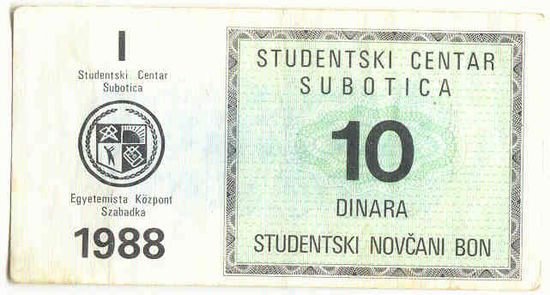 I
Studentski Centar
Subotica
Egyetemista Központ
Szabadka
1988
STUDENTSKI CENTAR
SUBOTICA
10
DINARA
STUDENTSKI NOVČANI BON